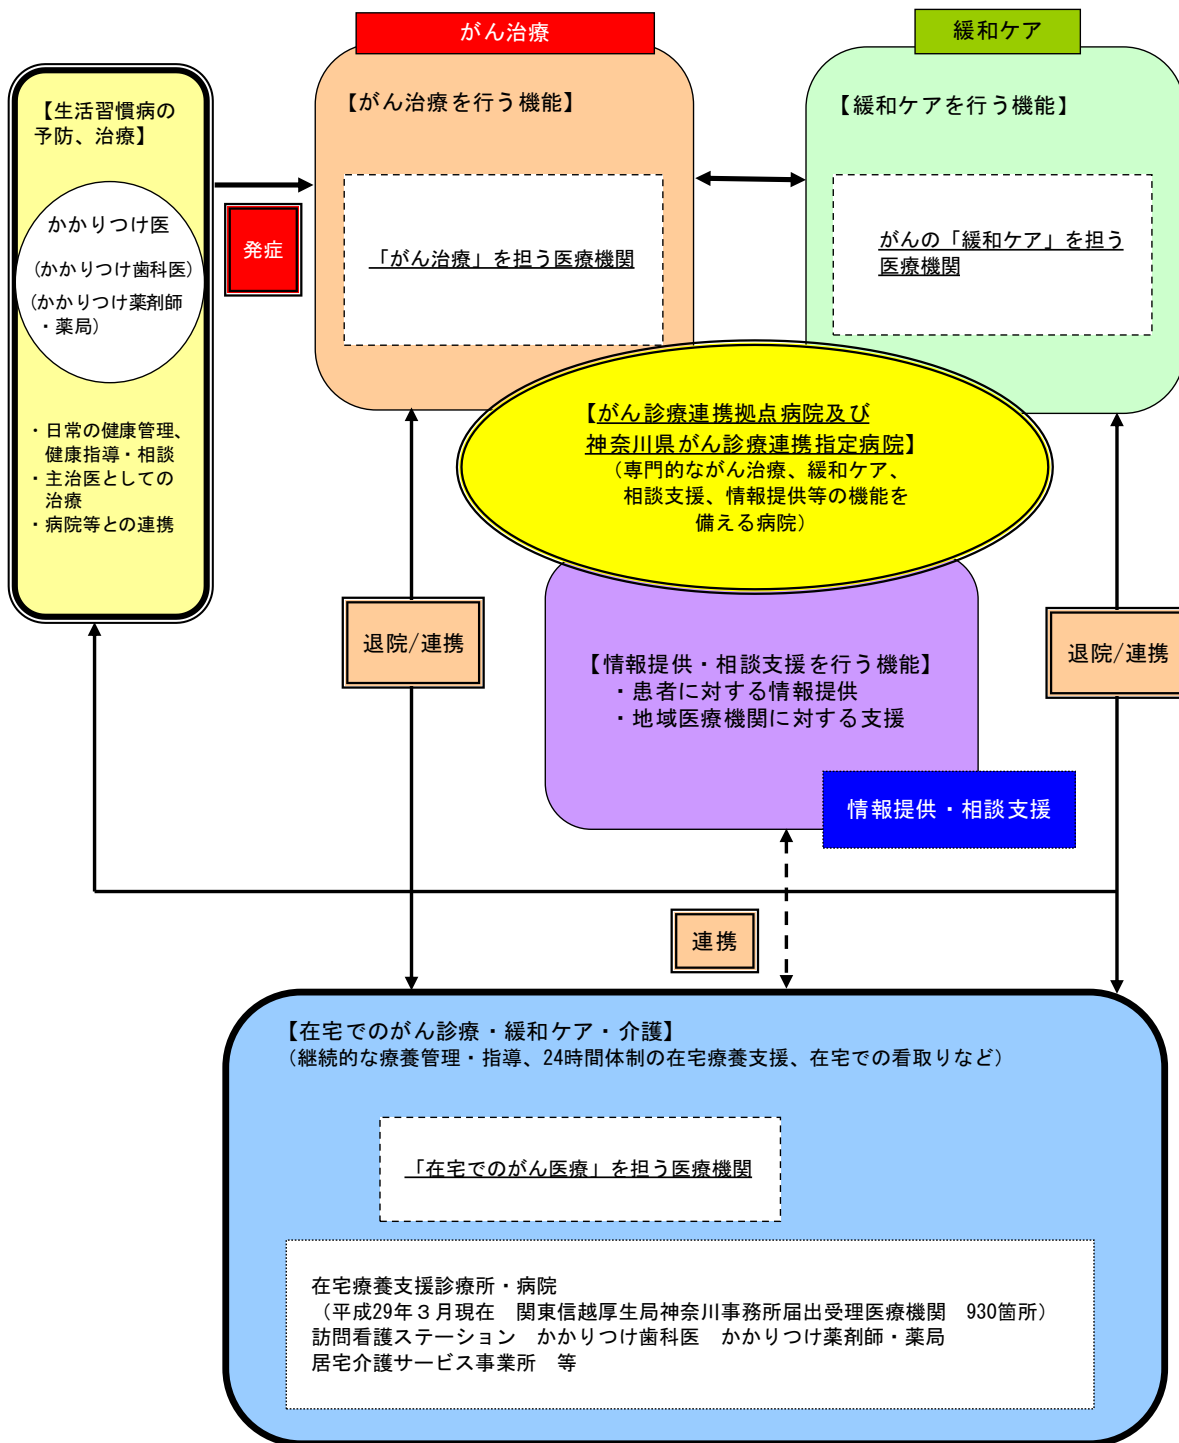 がん治療
緩和ケア
【生活習慣病の
予防、治療】
かかりつけ医
(かかりつけ歯科医)
(かかりつけ薬剤師
・薬局)
・日常の健康管理、
健康指導・相談
・主治医としての
治療
・病院等との連携
発症
【がん治療を行う機能】
「がん治療」を担う医療機関
【緩和ケアを行う機能】
がんの「緩和ケア」を担う
医療機関
【がん診療連携拠点病院及び
神奈川県がん診療連携指定病院】
(専門的ながん治療、緩和ケア、
相談支援、情報提供等の機能を
備える病院)
退院/連携
【情報提供・相談支援を行う機能】
・患者に対する情報提供
・地域医療機関に対する支援
退院/連携
情報提供・相談支援
連携
【在宅でのがん診療・緩和ケア・介護】
(継続的な療養管理・指導、24時間体制の在宅療養支援、在宅での看取りなど)
「在宅でのがん医療」を担う医療機関
在宅療養支援診療所・病院
(平成29年3月現在　関東信越厚生局神奈川事務所届出受理医療機関　930箇所)
訪問看護ステーション　かかりつけ歯科医　かかりつけ薬剤師・薬局
居宅介護サービス事業所　等